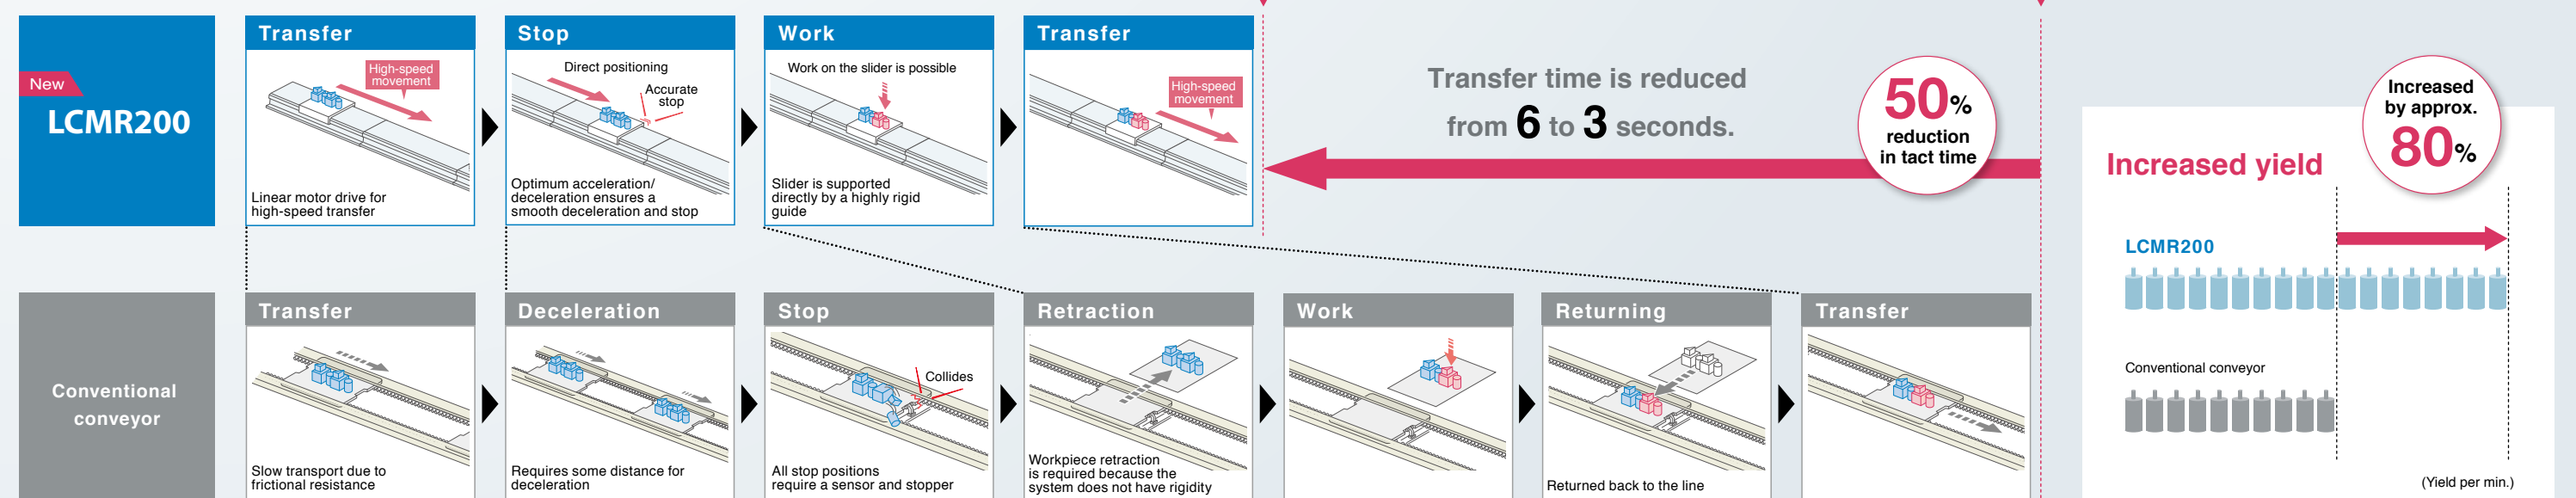 New
LCMR200
Transfer
High-speed
movement
Linear motor drive for
high-speed transfer
Stop
Direct positioning
Accurate
stop
Optimum acceleration/
deceleration ensures a
smooth deceleration and stop
Work
Work on the slider is possible
Slider is supported
directly by a highly rigid
guide
Transfer
High-speed
movement
Transfer time is reduced
from 6 to 3 seconds.
50%
reduction
in tact time
Conventional
conveyor
Transfer
Slow transport due to
frictional resistance
Deceleration
Requires some distance for
deceleration
Stop
Collides
All stop positions
require a sensor and stopper
Retraction
Workpiece retraction
is required because the
system does not have rigidity
Work
Returning
Returned back to the line
Transfer
Increased yield
Increased
by approx.
80%
LCMR200
Conventional conveyor
(Yield per min.)